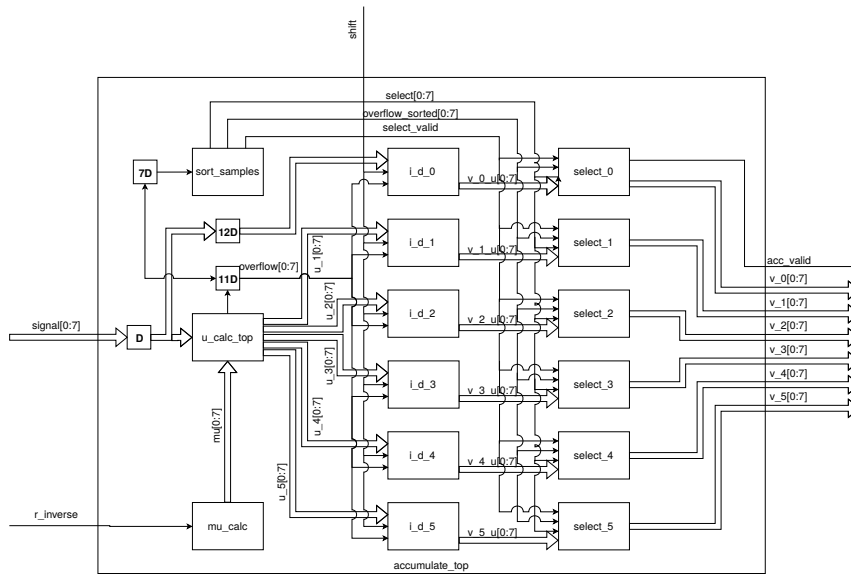 shift
select[0:7]
overflow_sorted[0:7]
select_valid
7D
sort_samples
i_d_0
v_0_u[0:7]
select_0
12D
u_1[0:7]
i_d_1
v_1_u[0:7]
select_1
11D
overflow[0:7]
acc_valid
v_0[0:7]
u_2[0:7]
i_d_2
v_2_u[0:7]
select_2
v_1[0:7]
signal[0:7]
D
u_calc_top
v_2[0:7]
u_3[0:7]
i_d_3
v_3_u[0:7]
select_3
v_3[0:7]
v_4[0:7]
v_5[0:7]
mu[0:7]
u_4[0:7]
i_d_4
v_4_u[0:7]
select_4
u_5[0:7]
r_inverse
mu_calc
i_d_5
v_5_u[0:7]
select_5
accumulate_top